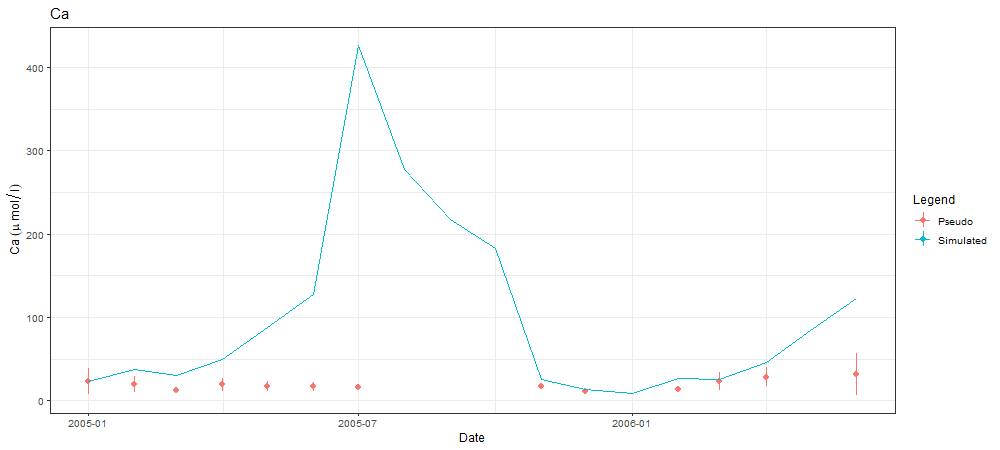 Ca
400
300
200
100
0
Ca (μ mol/ l)
2005-01
2005-07
2006-01
Date
Legend
Pseudo
Simulated